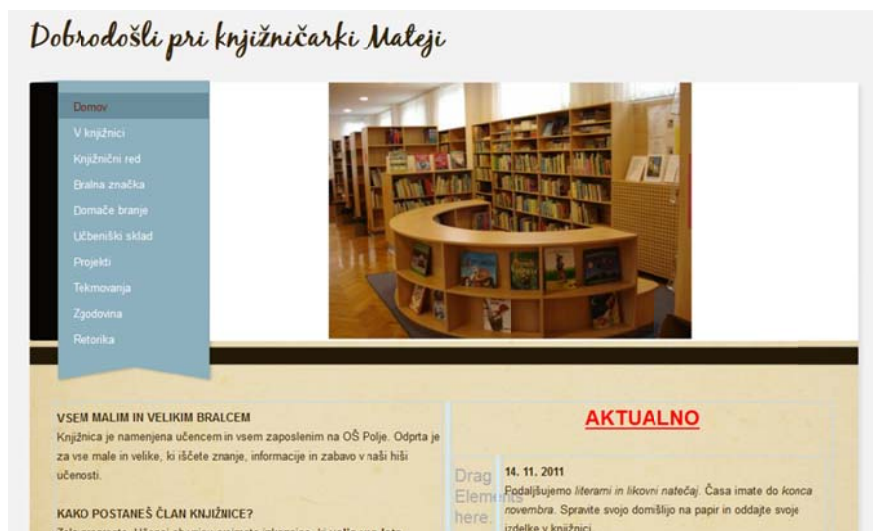 Dobrodošli pri knjižničarki Mateji
Domov
V knjižnici
Knjižnični red
Bralna značka
Domače branje
Učbeniški sklad
Projekti
Tekmovanja
Zgodovina
Retorika
VSEM MALIM IN VELIKIM BRALCEM
Knjižnica je namenjena učencem in vsem zaposlenim na OŠ Polje. Odprta je
za vse male in velike, ki iščete znanje, informacije in zabavo v naši hiši
učenosti.
KAKO POSTANEŠ ČLAN KNJIŽNICE?
AKTUALNO
Drag
Elements
here.
14. 11. 2011
Podaljšujemo literarni in likovni natečaj. Časa imate do konca
novembra. Spravite svojo domišlijo na papir in oddajte svoje
izdelke v knjižnici.